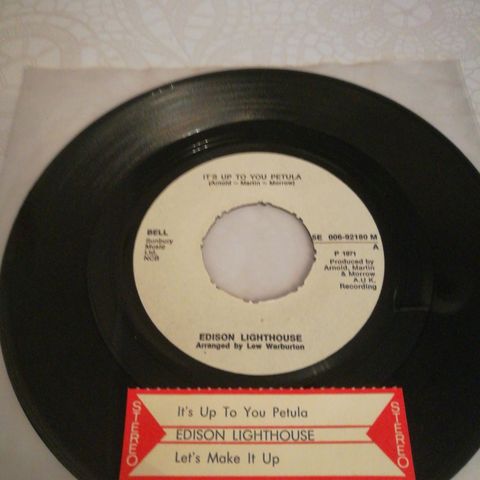 IT'S UP TO YOU PETULA
(Arnold – Martin – Morrow)
BELL
Sunbury
Music
Ltd.
NCB
5E 006-92180 M
A
P 1971
Produced by
Arnold, Martin
& Morrow
A U.K.
Recording
EDISON LIGHTHOUSE
Arranged by Lew Warburton
STEREO
It's Up To You Petula
EDISON LIGHTHOUSE
Let's Make It Up
STEREO